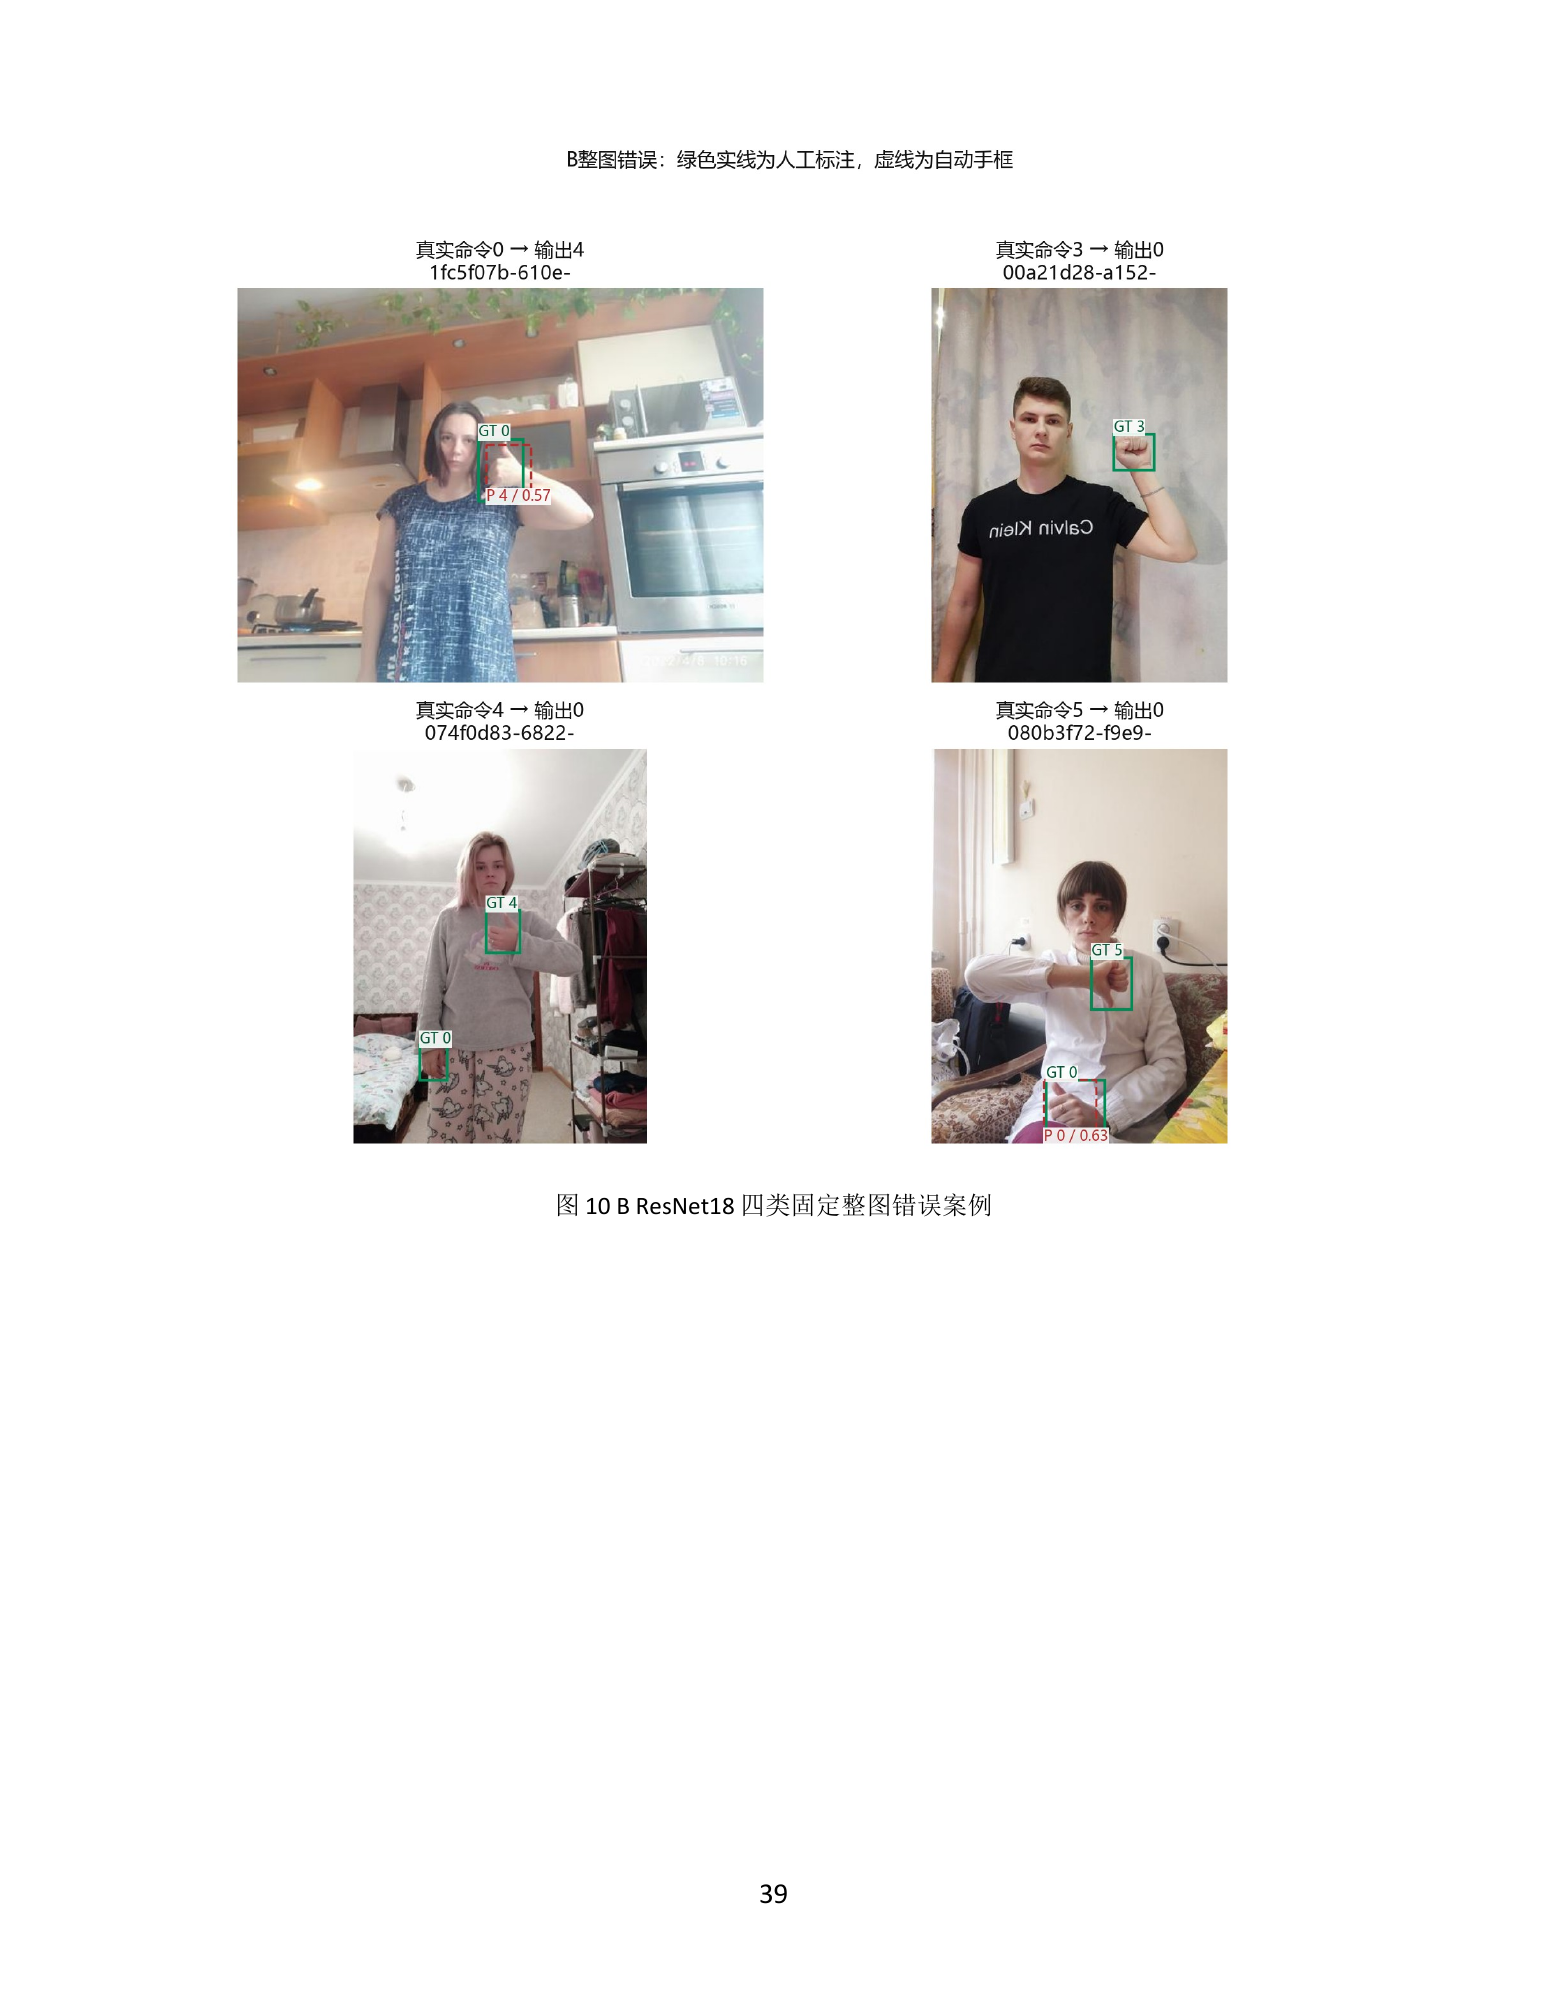 B整图错误：绿色实线为人工标注，虚线为自动手框
真实命令0 → 输出4
1fc5f07b-610e-
GT 0
P 4 / 0.57
10:16
真实命令3 → 输出0
00a21d28-a152-
GT 3
Calvin Klein
真实命令4 → 输出0
074f0d83-6822-
GT 4
GT 0
真实命令5 → 输出0
080b3f72-f9e9-
GT 5
GT 0
P 0 / 0.63
图 10 B ResNet18 四类固定整图错误案例
39